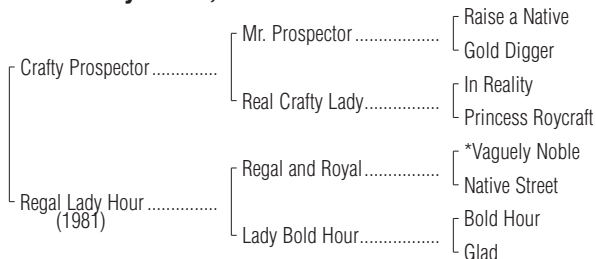 Raise a Native
Mr. Prospector ..................
Gold Digger
Crafty Prospector ..............
In Reality
Real Crafty Lady................
Princess Roycraft
*Vaguely Noble
Regal and Royal................
Native Street
Regal Lady Hour ...............
(1981)
Bold Hour
Lady Bold Hour.................
Glad